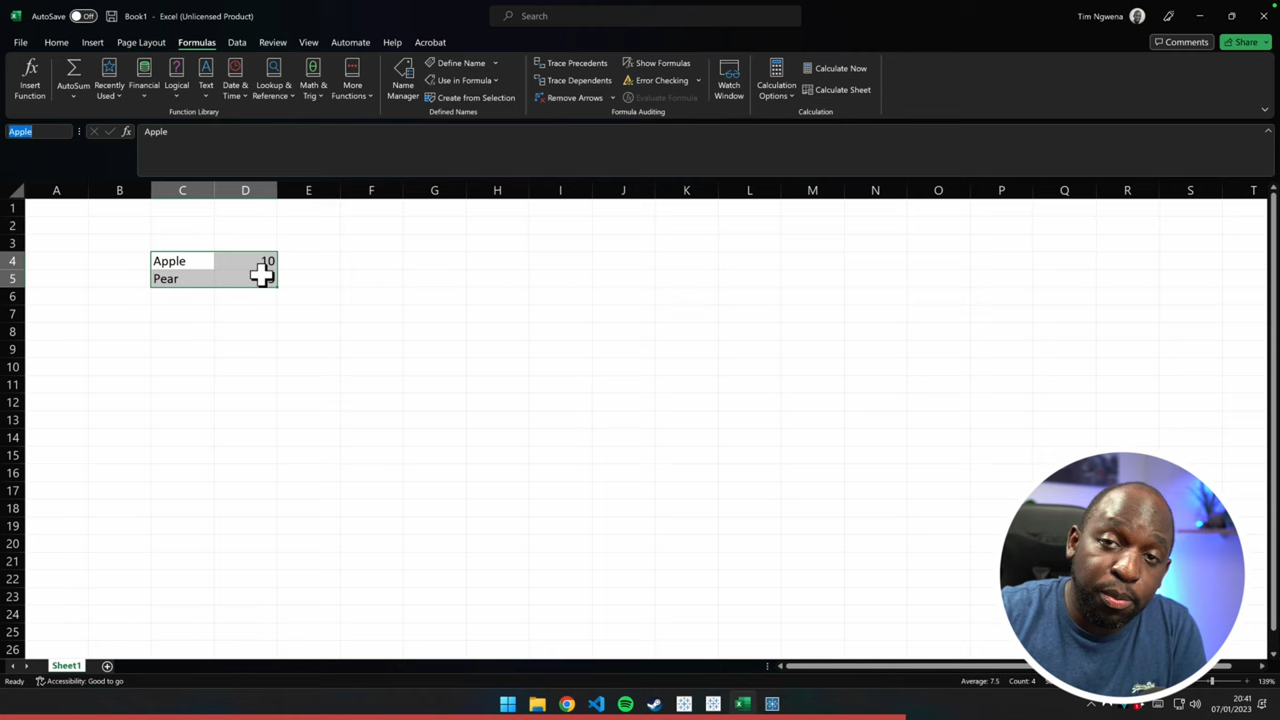 AutoSave Off Book1 - Excel (Unlicensed Product) Search Tim Ngwena
File Home Insert Page Layout Formulas Data Review View Automate Help Acrobat Comments Share
Insert Function
AutoSum
Recently Used
Financial
Logical
Text
Date & Time
Lookup & Reference
Math & Trig
More Functions
Function Library
Name Manager
Define Name
Use in Formula
Create from Selection
Defined Names
Trace Precedents
Trace Dependents
Remove Arrows
Show Formulas
Error Checking
Evaluate Formula
Formula Auditing
Watch Window
Calculation Options
Calculate Now
Calculate Sheet
Calculation
Apple fx Apple
A B C D E F G H I J K L M N O P Q R S T
1
2
3
4 Apple 10
5 Pear
6
7
8
9
10
11
12
13
14
15
16
17
18
19
20
21
22
23
24
25
26
Sheet1
Accessibility: Good to go Average: 7.5 Count: 4 139%
20:41
07/01/2023